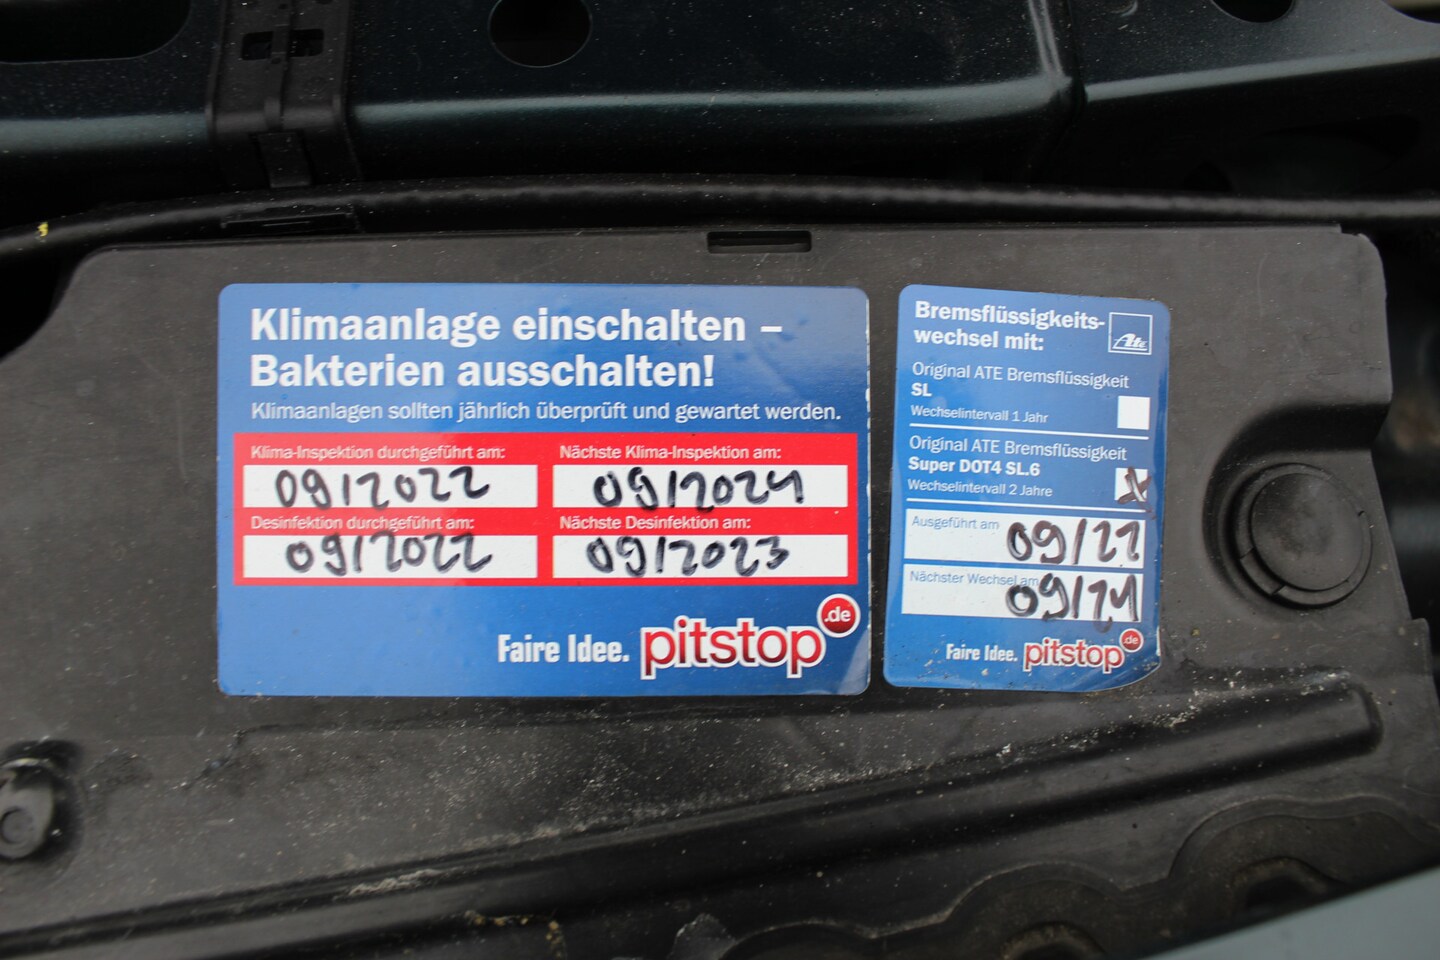 Klimaanlage einschalten –
Bakterien ausschalten!
Klimaanlagen sollten jährlich überprüft und gewartet werden.
Klima-Inspektion durchgeführt am:
09/2022
Nächste Klima-Inspektion am:
09/2024
Desinfektion durchgeführt am:
09/2022
Nächste Desinfektion am:
09/2023
Faire Idee. pitstop.de
Bremsflüssigkeits-
wechsel mit:
Ate
Original ATE Bremsflüssigkeit
SL
Wechselintervall 1 Jahr
Original ATE Bremsflüssigkeit
Super DOT4 SL.6
Wechselintervall 2 Jahre
Ausgeführt am 09/22
Nächster Wechsel am 09/24
Faire Idee. pitstop.de